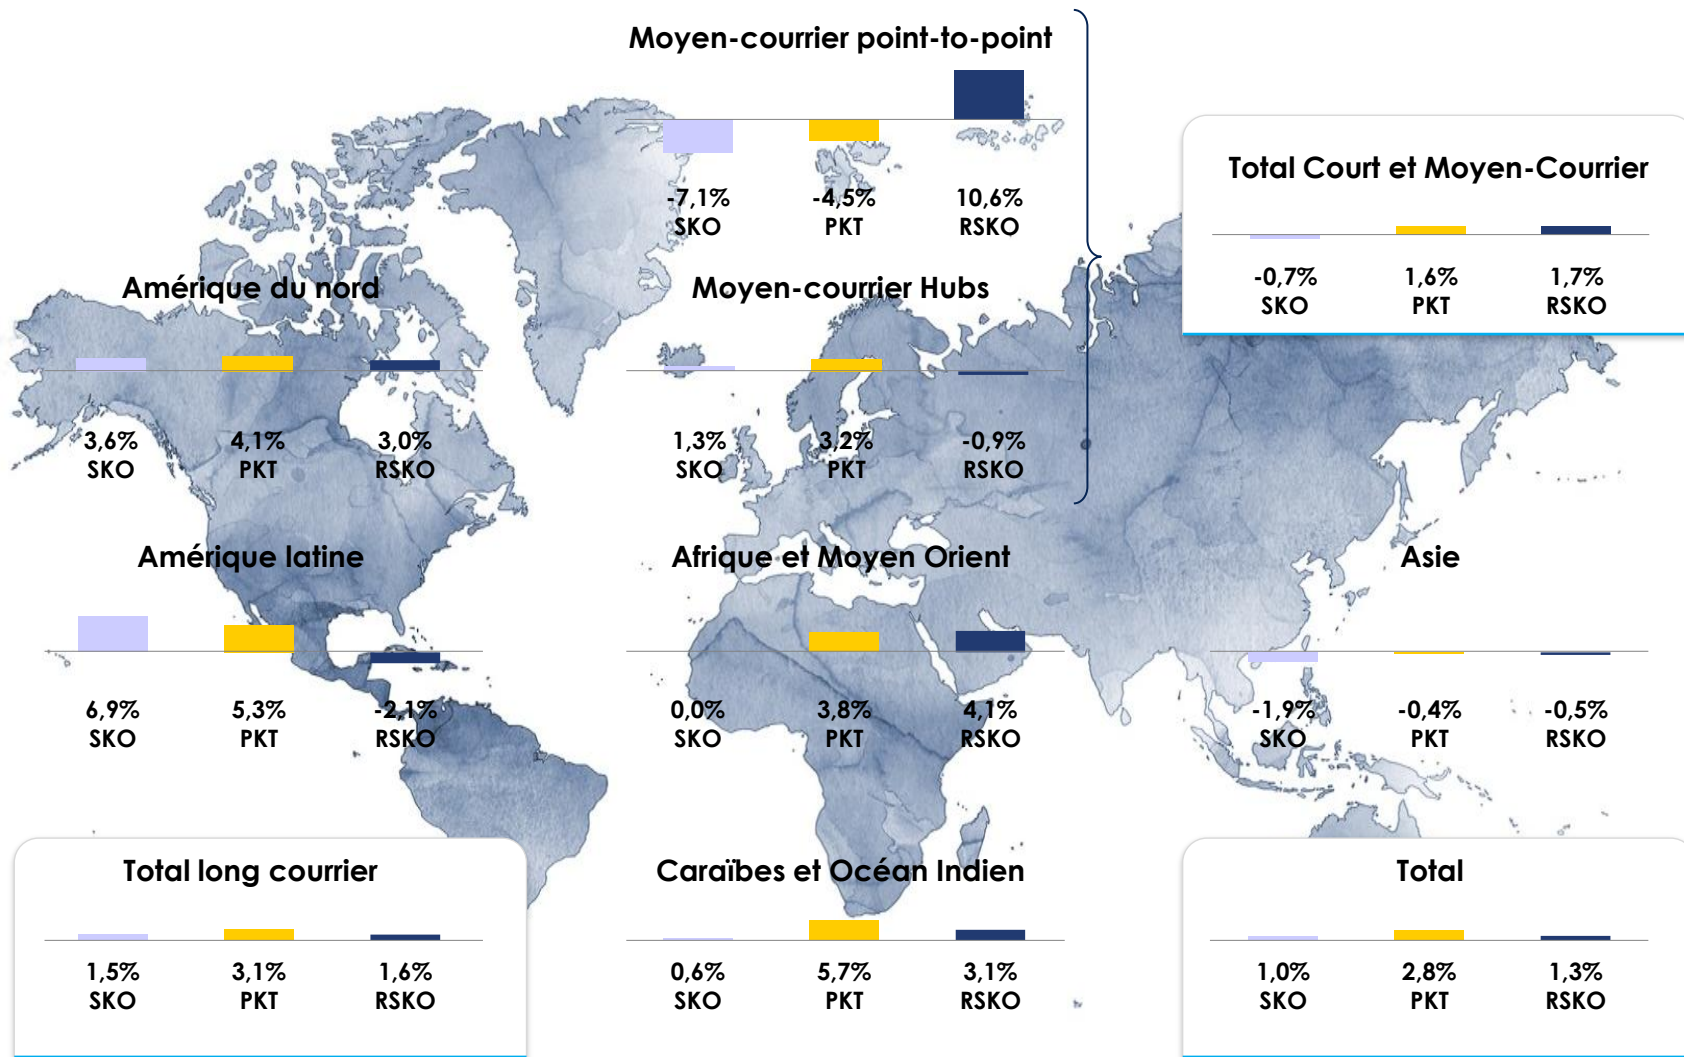 Moyen-courrier point-to-point
-7,1% -4,5% 10,6%
SKO PKT RSKO
Total Court et Moyen-Courrier
-0,7% 1,6% 1,7%
SKO PKT RSKO
Amérique du nord
3,6% 4,1% 3,0%
SKO PKT RSKO
Moyen-courrier Hubs
1,3% 3,2% -0,9%
SKO PKT RSKO
Amérique latine
6,9% 5,3% -2,1%
SKO PKT RSKO
Afrique et Moyen Orient
0,0% 3,8% 4,1%
SKO PKT RSKO
Asie
-1,9% -0,4% -0,5%
SKO PKT RSKO
Total long courrier
1,5% 3,1% 1,6%
SKO PKT RSKO
Caraïbes et Océan Indien
0,6% 5,7% 3,1%
SKO PKT RSKO
Total
1,0% 2,8% 1,3%
SKO PKT RSKO